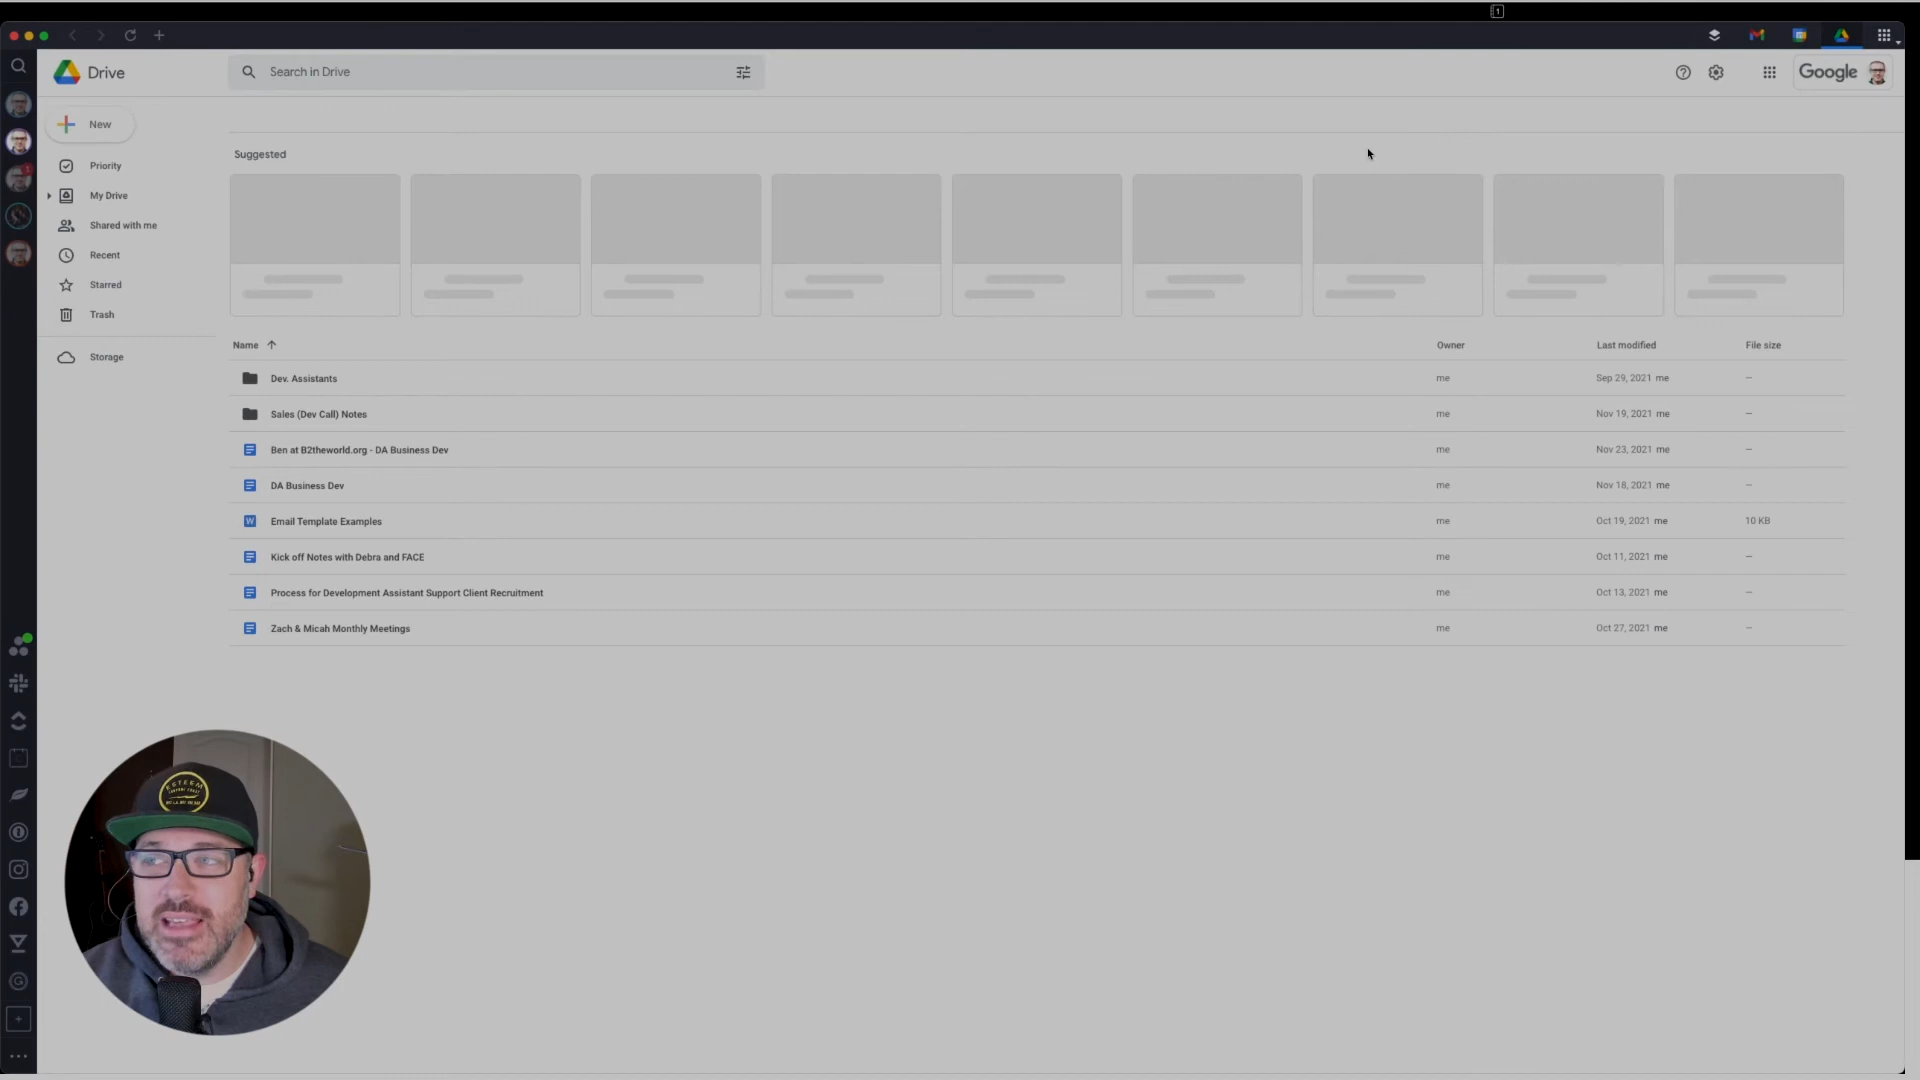 1
Drive
Search in Drive
Google
New
Priority
My Drive
Shared with me
Recent
Starred
Trash
Storage
Suggested
Name
Owner
Last modified
File size
Dev. Assistants
me
Sep 29, 2021 me
—
Sales (Dev Call) Notes
me
Nov 19, 2021 me
—
Ben at B2theworld.org - DA Business Dev
me
Nov 23, 2021 me
—
DA Business Dev
me
Nov 18, 2021 me
—
Email Template Examples
me
Oct 19, 2021 me
10 KB
Kick off Notes with Debra and FACE
me
Oct 11, 2021 me
—
Process for Development Assistant Support Client Recruitment
me
Oct 13, 2021 me
—
Zach & Micah Monthly Meetings
me
Oct 27, 2021 me
—
ESTEEM